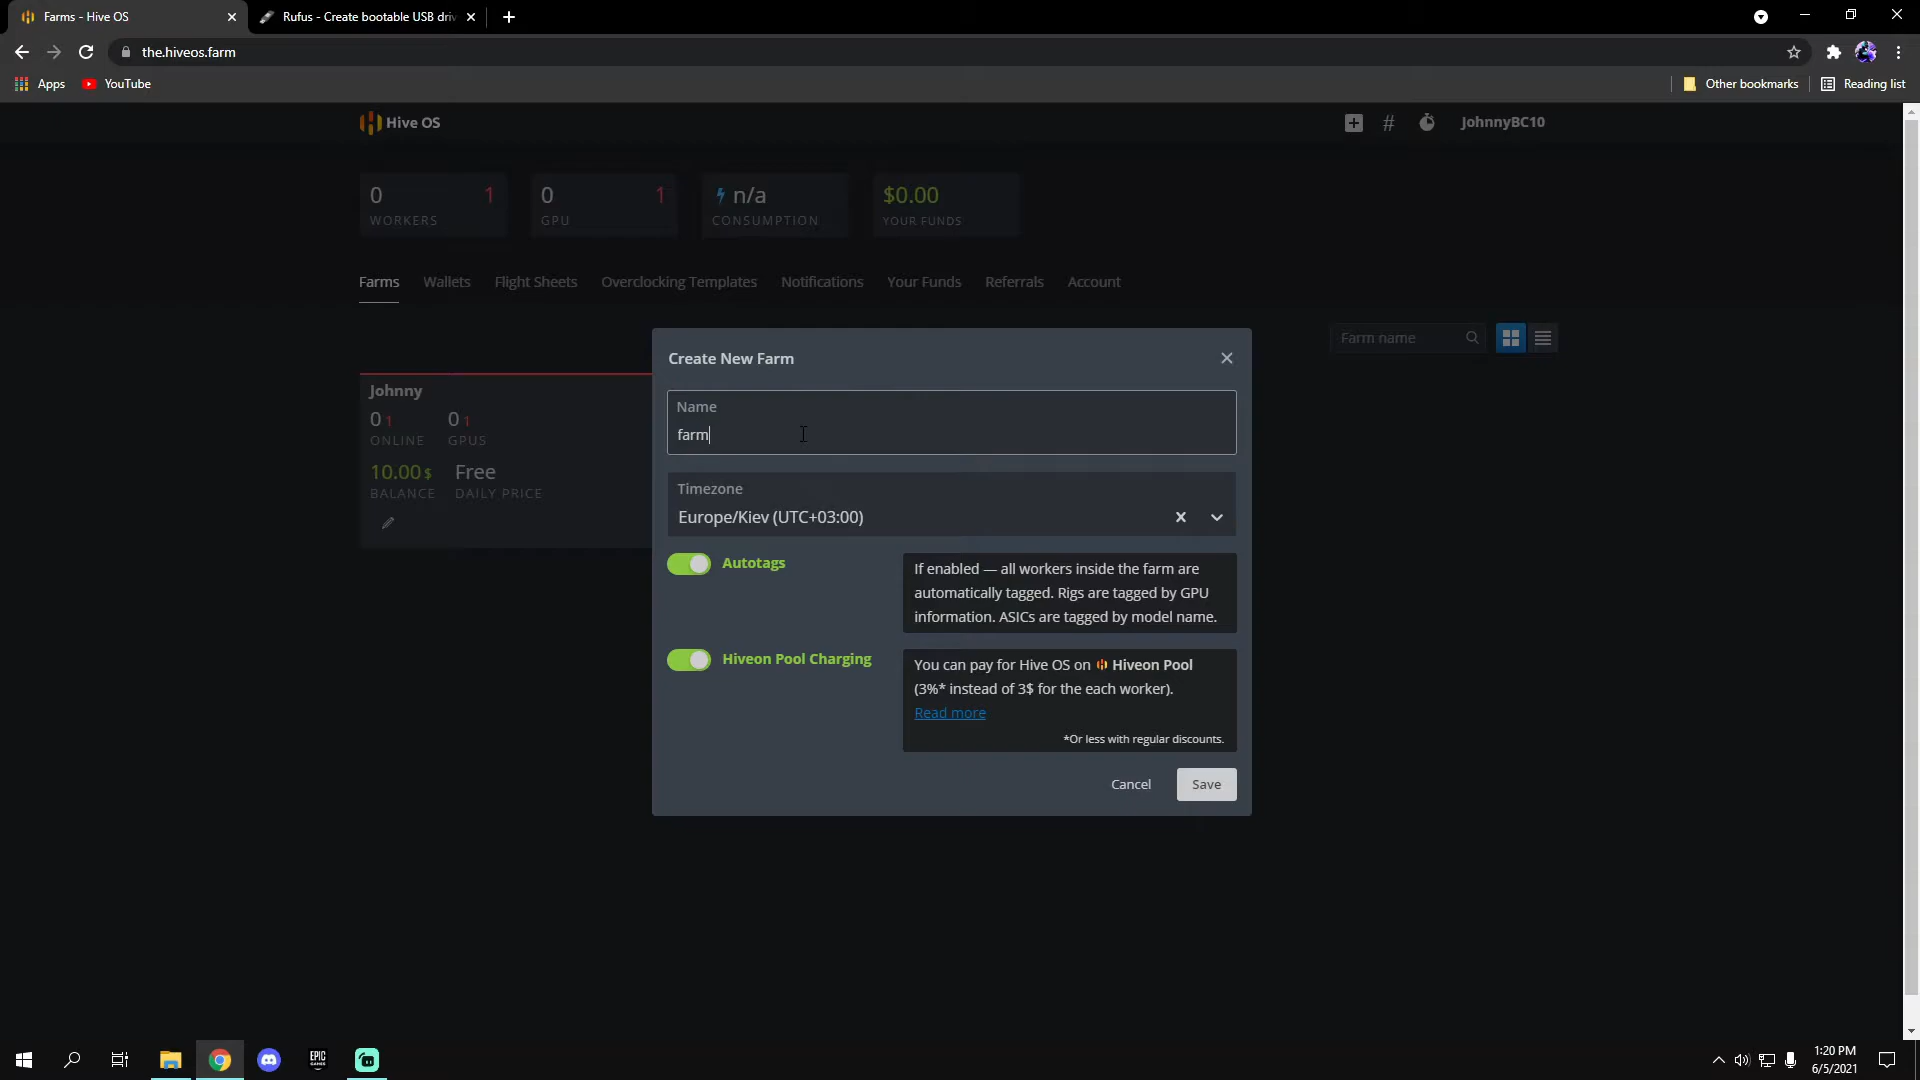 Farms - Hive OS
Rufus - Create bootable USB driv
the.hiveos.farm
Apps
YouTube
Other bookmarks
Reading list
Hive OS
#
JohnnyBC10
0 1
WORKERS
0 1
GPU
n/a
CONSUMPTION
$0.00
YOUR FUNDS
Farms
Wallets
Flight Sheets
Overclocking Templates
Notifications
Your Funds
Referrals
Account
Farm name
Johnny
0 1
ONLINE
0 1
GPUS
10.00 $
BALANCE
Free
DAILY PRICE
Create New Farm
Name
farm
Timezone
Europe/Kiev (UTC+03:00)
Autotags
If enabled — all workers inside the farm are
automatically tagged. Rigs are tagged by GPU
information. ASICs are tagged by model name.
Hiveon Pool Charging
You can pay for Hive OS on Hiveon Pool
(3%* instead of 3$ for the each worker).
Read more
*Or less with regular discounts.
Cancel
Save
EPIC
GAMES
1:20 PM
6/5/2021